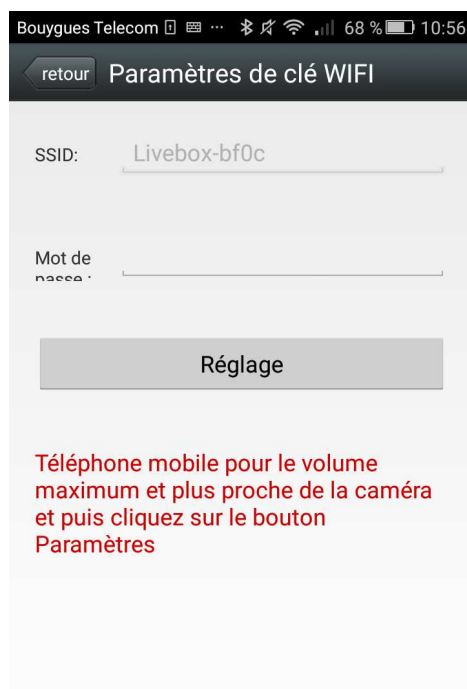 Bouygues Telecom 68 % 10:56
retour Paramètres de clé WIFI
SSID: Livebox-bf0c
Mot de
passe :
Réglage
Téléphone mobile pour le volume
maximum et plus proche de la caméra
et puis cliquez sur le bouton
Paramètres